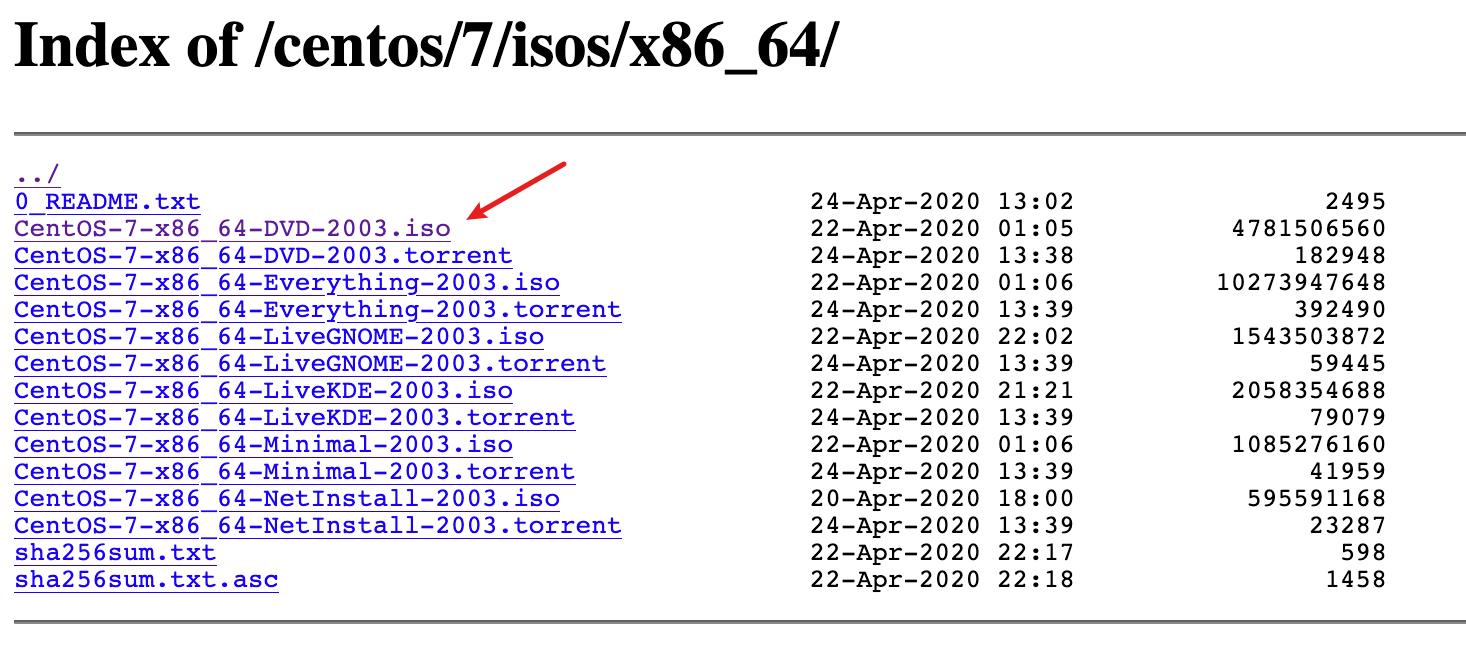 Index of /centos/7/isos/x86_64/
../
0_README.txt 24-Apr-2020 13:02 2495
CentOS-7-x86_64-DVD-2003.iso 22-Apr-2020 01:05 4781506560
CentOS-7-x86_64-DVD-2003.torrent 24-Apr-2020 13:38 182948
CentOS-7-x86_64-Everything-2003.iso 22-Apr-2020 01:06 10273947648
CentOS-7-x86_64-Everything-2003.torrent 24-Apr-2020 13:39 392490
CentOS-7-x86_64-LiveGNOME-2003.iso 22-Apr-2020 22:02 1543503872
CentOS-7-x86_64-LiveGNOME-2003.torrent 24-Apr-2020 13:39 59445
CentOS-7-x86_64-LiveKDE-2003.iso 22-Apr-2020 21:21 2058354688
CentOS-7-x86_64-LiveKDE-2003.torrent 24-Apr-2020 13:39 79079
CentOS-7-x86_64-Minimal-2003.iso 22-Apr-2020 01:06 1085276160
CentOS-7-x86_64-Minimal-2003.torrent 24-Apr-2020 13:39 41959
CentOS-7-x86_64-NetInstall-2003.iso 20-Apr-2020 18:00 595591168
CentOS-7-x86_64-NetInstall-2003.torrent 24-Apr-2020 13:39 23287
sha256sum.txt 22-Apr-2020 22:17 598
sha256sum.txt.asc 22-Apr-2020 22:18 1458